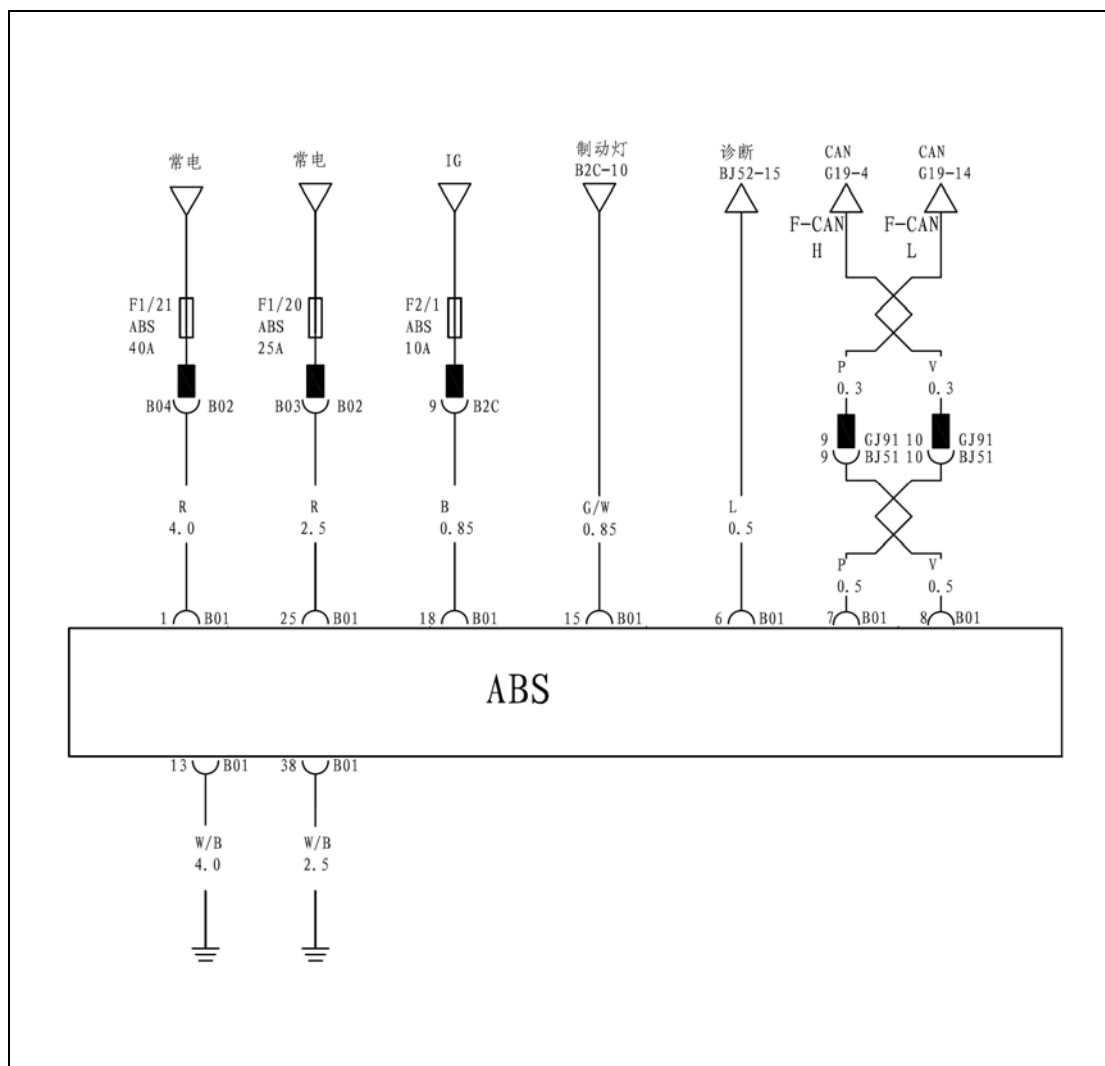 常电
常电
IG
制动灯
B2C-10
诊断
BJ52-15
CAN
G19-4
CAN
G19-14
F-CAN
H
F-CAN
L
F1/21
ABS
40A
F1/20
ABS
25A
F2/1
ABS
10A
B04 B02
B03 B02
9 B2C
P
0.3
V
0.3
9 GJ91
9 BJ51
10 GJ91
10 BJ51
R
4.0
R
2.5
B
0.85
G/W
0.85
L
0.5
P
0.5
V
0.5
1 B01
25 B01
18 B01
15 B01
6 B01
7 B01
8 B01
ABS
13 B01
38 B01
W/B
4.0
W/B
2.5